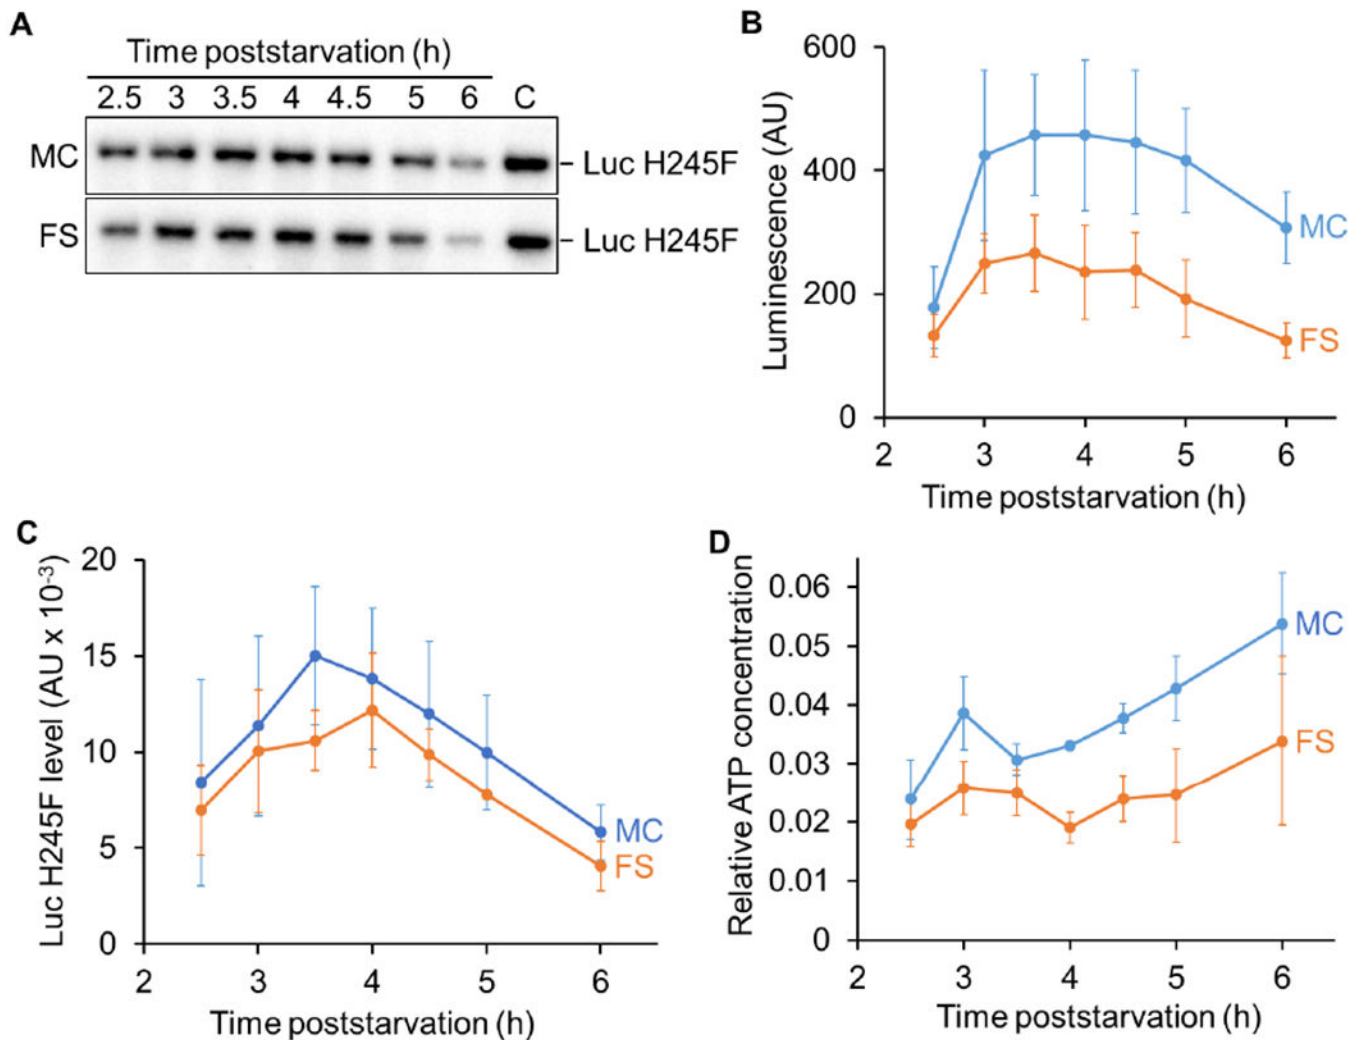 A
Time poststarvation (h)
2.5 3 3.5 4 4.5 5 6 C
MC
Luc H245F
FS
Luc H245F
B
Luminescence (AU)
600
400
200
0
2 3 4 5 6
Time poststarvation (h)
MC
FS
C
Luc H245F level (AU x 10⁻³)
20
15
10
5
0
2 3 4 5 6
Time poststarvation (h)
MC
FS
D
Relative ATP concentration
0.06
0.05
0.04
0.03
0.02
0.01
0
2 3 4 5 6
Time poststarvation (h)
MC
FS